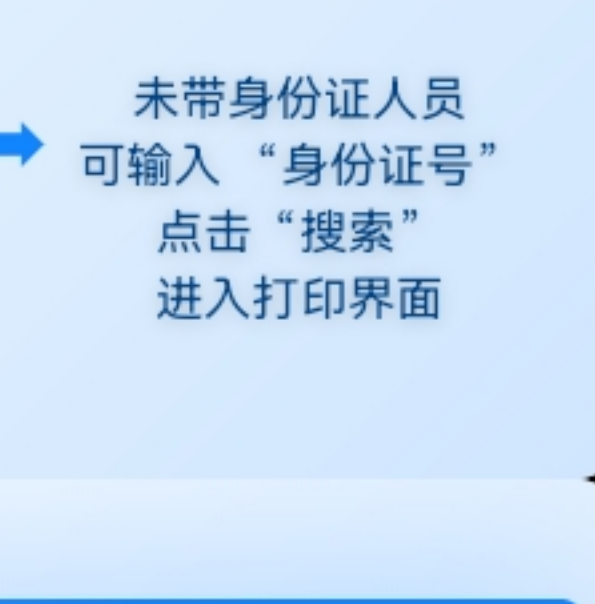 未带身份证人员
可输入 “身份证号”
点击“搜索”
进入打印界面